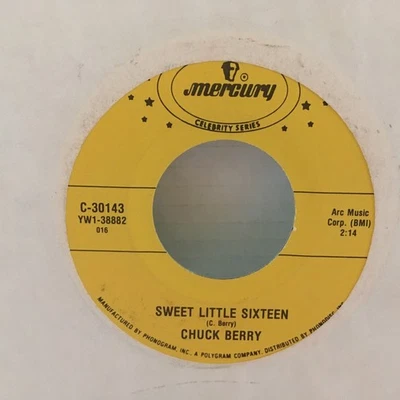 mercury
CELEBRITY SERIES
C-30143
YW1-38882
016
Arc Music
Corp. (BMI)
2:14
SWEET LITTLE SIXTEEN
(C. Berry)
CHUCK BERRY
MANUFACTURED BY PHONOGRAM, INC., A POLYGRAM COMPANY, DISTRIBUTED BY PHONOGRAM